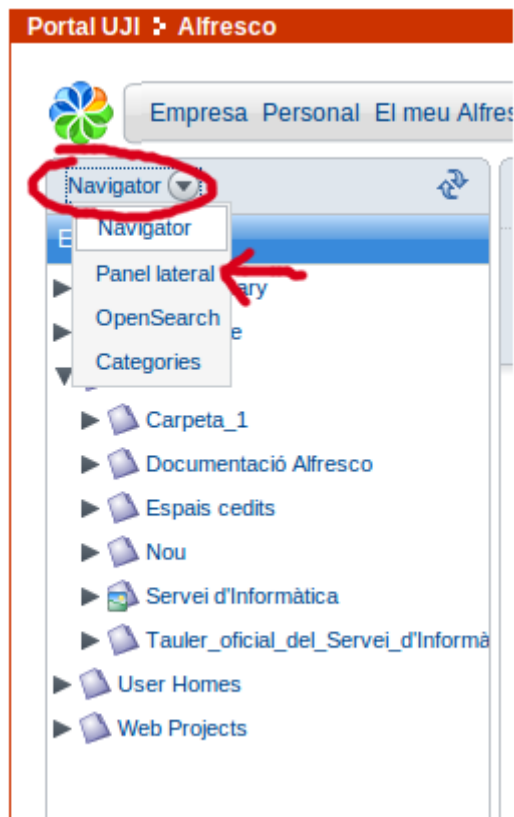 Portal UJI Alfresco
Empresa Personal El meu Alfres
Navigator
E
Navigator
Panel lateral
ary
OpenSearch
e
Categories
Carpeta_1
Documentació Alfresco
Espais cedits
Nou
Servei d'Informàtica
Tauler_oficial_del_Servei_d'Informà
User Homes
Web Projects